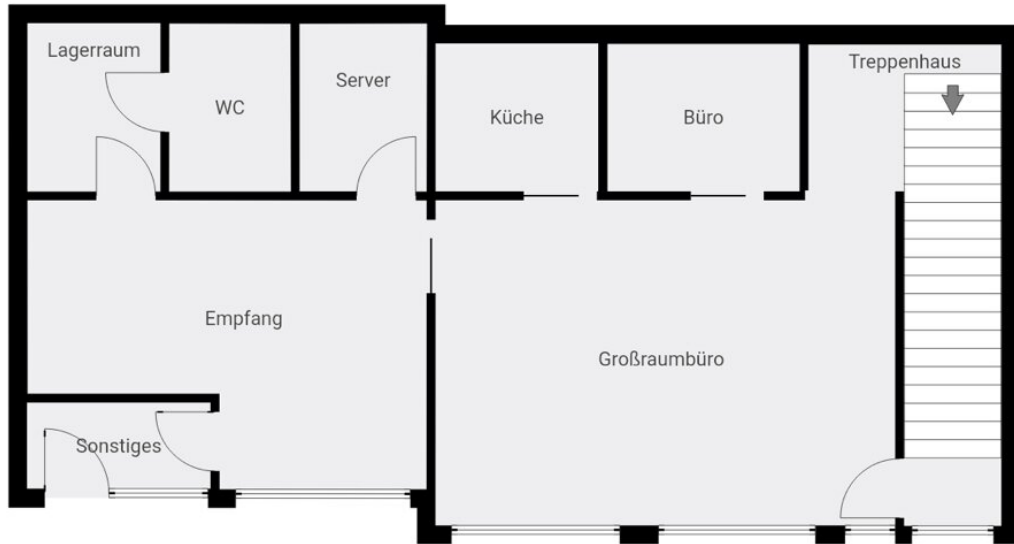 Lagerraum
WC
Server
Küche
Büro
Treppenhaus
Empfang
Großraumbüro
Sonstiges